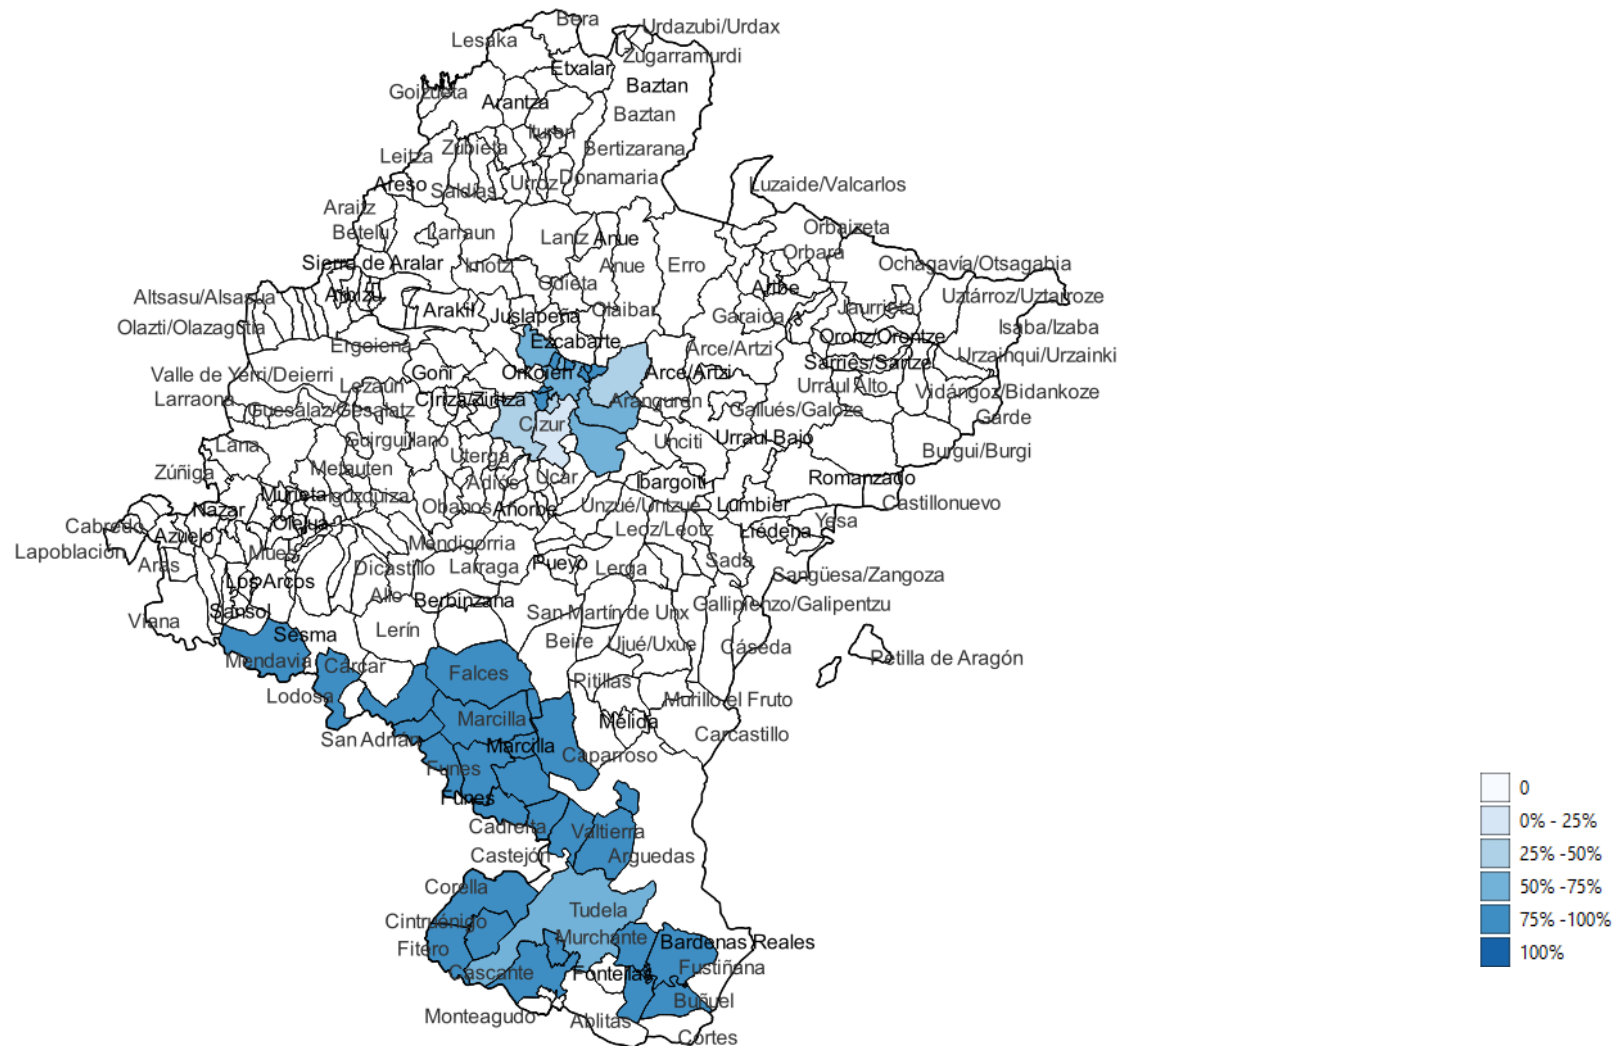 Bera
Urdazubi/Urdax
Lesaka
Zugarramurdi
Etxalar
Baztan
Goizueta
Arantza
Baztan
Ituren
Zubieta
Bertizarana
Leitza
Areso
Saldías
Urroz
Donamaria
Luzaide/Valcarlos
Araitz
Betelu
Larraun
Lantz
Anue
Orbaizeta
Orbara
Sierra de Aralar
Imotz
Anue
Erro
Ochagavía/Otsagabia
Odieta
Aribe
Altsasu/Alsasua
Uztárroz/Uztarroze
Arakil
Juslapeña
Olaibar
Garaioa
Jaurrieta
Olazti/Olazagutía
Isaba/Izaba
Ergoiena
Ezcabarte
Arce/Artzi
Oronz/Orontze
Urzainqui/Urzainki
Sarriés/Sartze
Valle de Yerri/Deierri
Lezaun
Goñi
Orkoien
Arce/Artzi
Urraul Alto
Vidángoz/Bidankoze
Larraona
Guesálaz/Gesalatz
Ciriza/Ziritza
Aranguren
Gallués/Galoze
Garde
Cizur
Lana
Guirguillano
Unciti
Urraul Bajo
Burgui/Burgi
Zúñiga
Metauten
Uterga
Adiós
Ucar
Ibargoiti
Romanzado
Murieta
Iguzquiza
Nazar
Obanos
Añorbe
Unzué/Untzue
Lumbier
Castillonuevo
Cabredo
Azuelo
Olejua
Leoz/Leotz
Liédena
Yesa
Lapoblación
Aras
Mues
Mendigorria
Dicastillo
Larraga
Pueyo
Lerga
Sada
Sangüesa/Zangoza
Los Arcos
Allo
Berbinzana
San Martín de Unx
Gallipienzo/Galipentzu
Viana
Sansol
Sesma
Lerín
Beire
Ujué/Uxue
Cáseda
Mendavia
Cárcar
Falces
Petilla de Aragón
Lodosa
Pitillas
Murillo el Fruto
San Adrián
Marcilla
Mélida
Carcastillo
Marcilla
Caparroso
Funes
Funes
0
Cadreita
Valtierra
0% - 25%
Castejón
Arguedas
25% -50%
Corella
50% -75%
Cintruénigo
Tudela
75% -100%
Fitero
Murchante
Bardenas Reales
100%
Cascante
Fontellas
Fustiñana
Buñuel
Monteagudo
Ablitas
Cortes